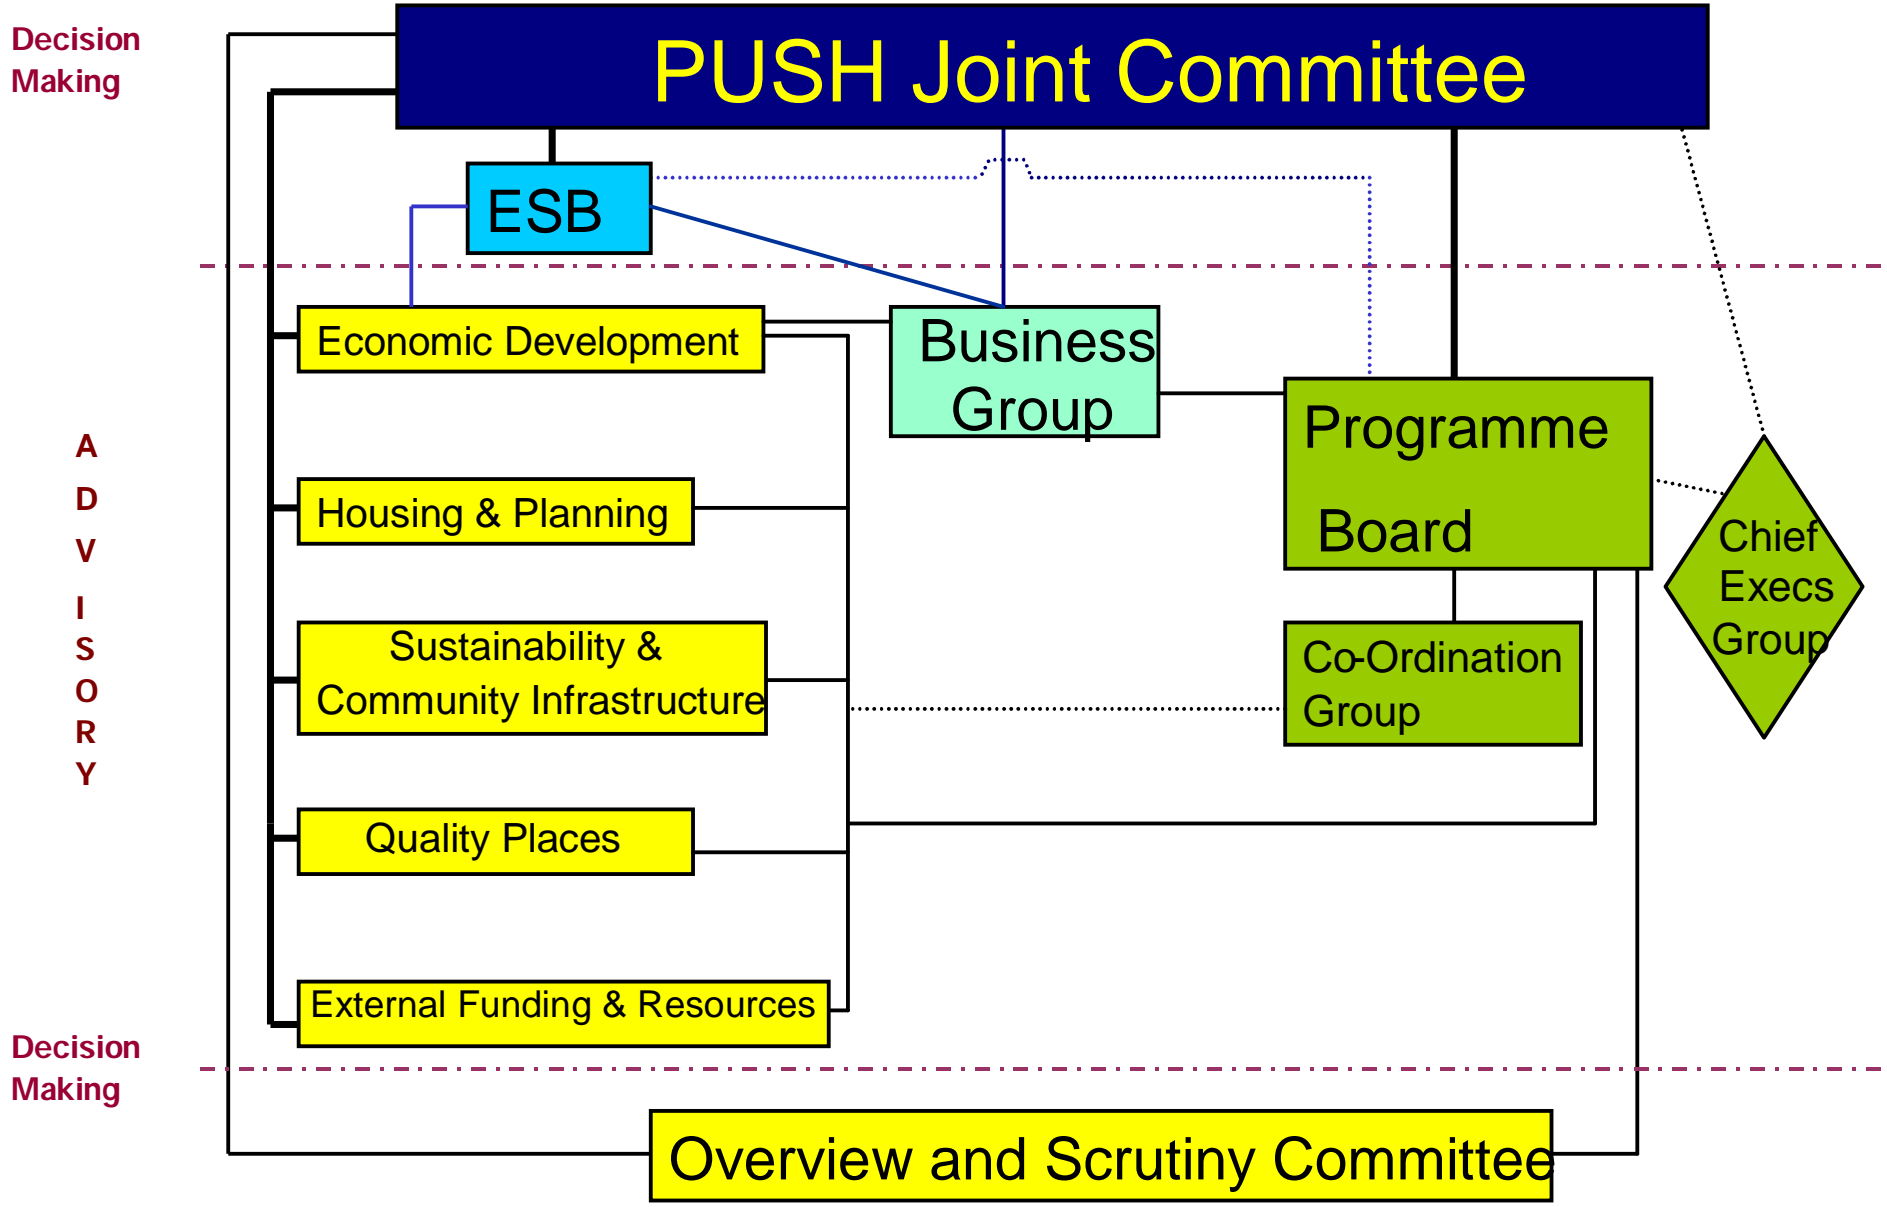 Decision
Making
PUSH Joint Committee
ESB
Economic Development
Business
Group
Programme
Board
A
D
V
I
S
O
R
Y
Housing & Planning
Chief
Execs
Group
Sustainability &
Community Infrastructure
Co-Ordination
Group
Quality Places
External Funding & Resources
Decision
Making
Overview and Scrutiny Committee